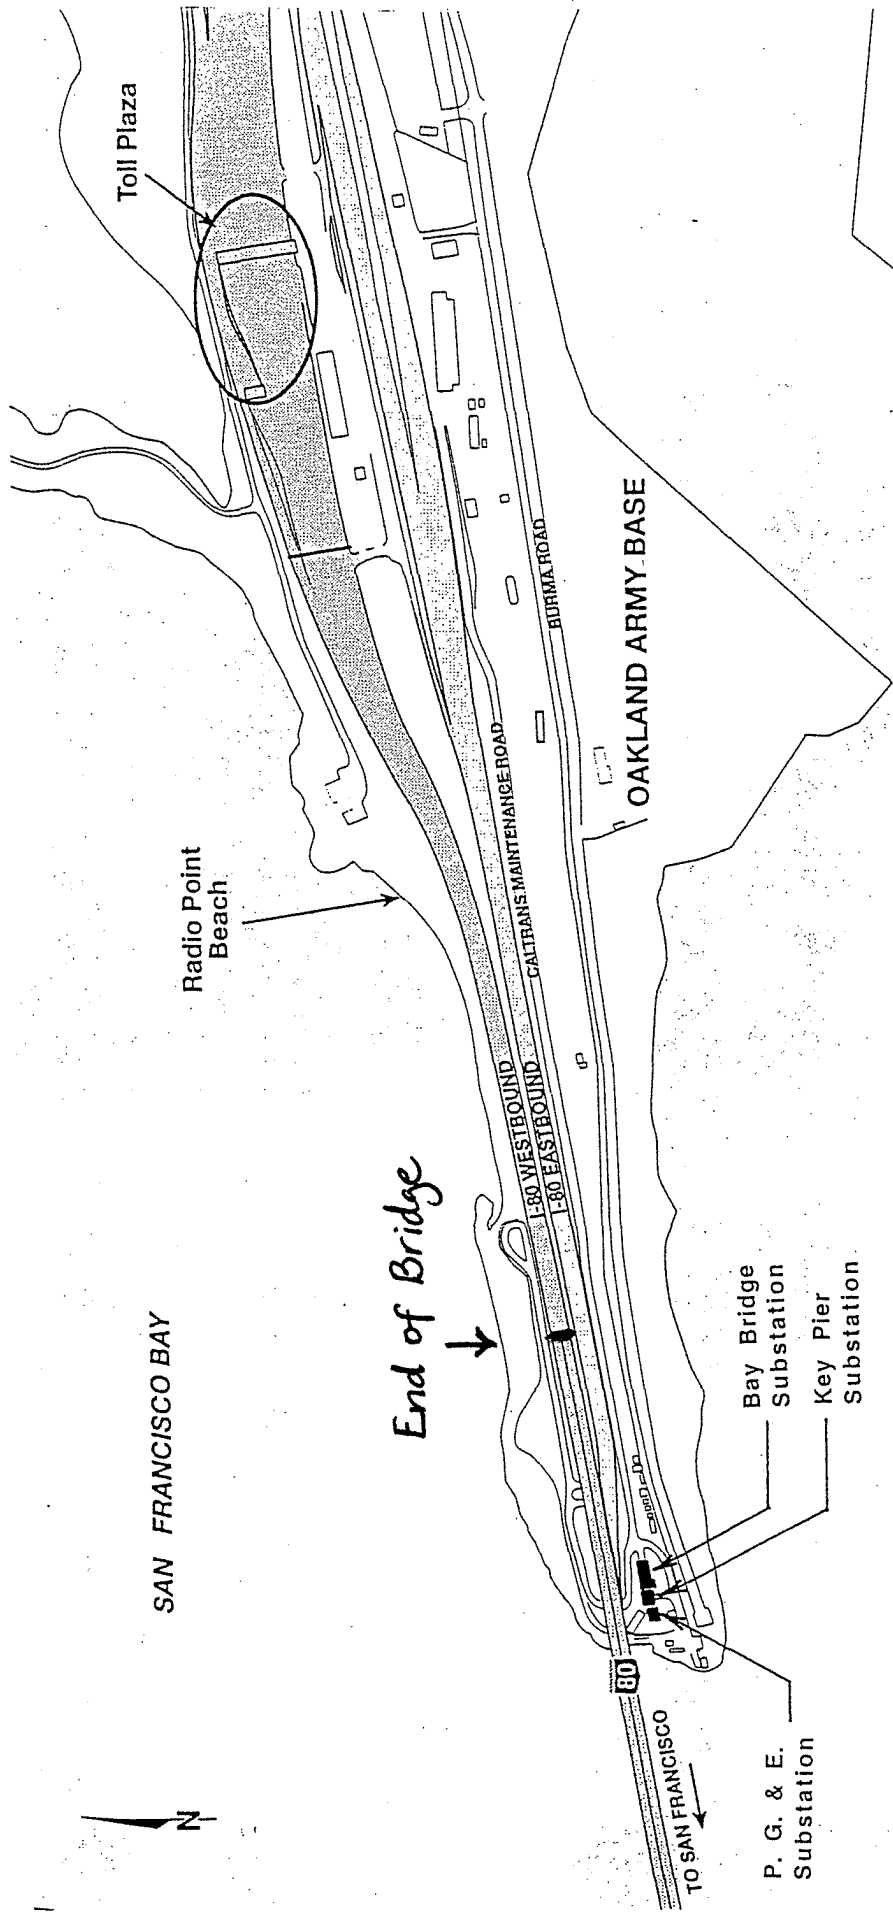 Toll Plaza
Radio Point
Beach
End of Bridge
SAN FRANCISCO BAY
I-80 WESTBOUND
I-80 EASTBOUND
CALTRANS MAINTENANCE ROAD
BURMA ROAD
OAKLAND ARMY BASE
Bay Bridge
Substation
Key Pier
Substation
80
TO SAN FRANCISCO
P. G. & E.
Substation
N